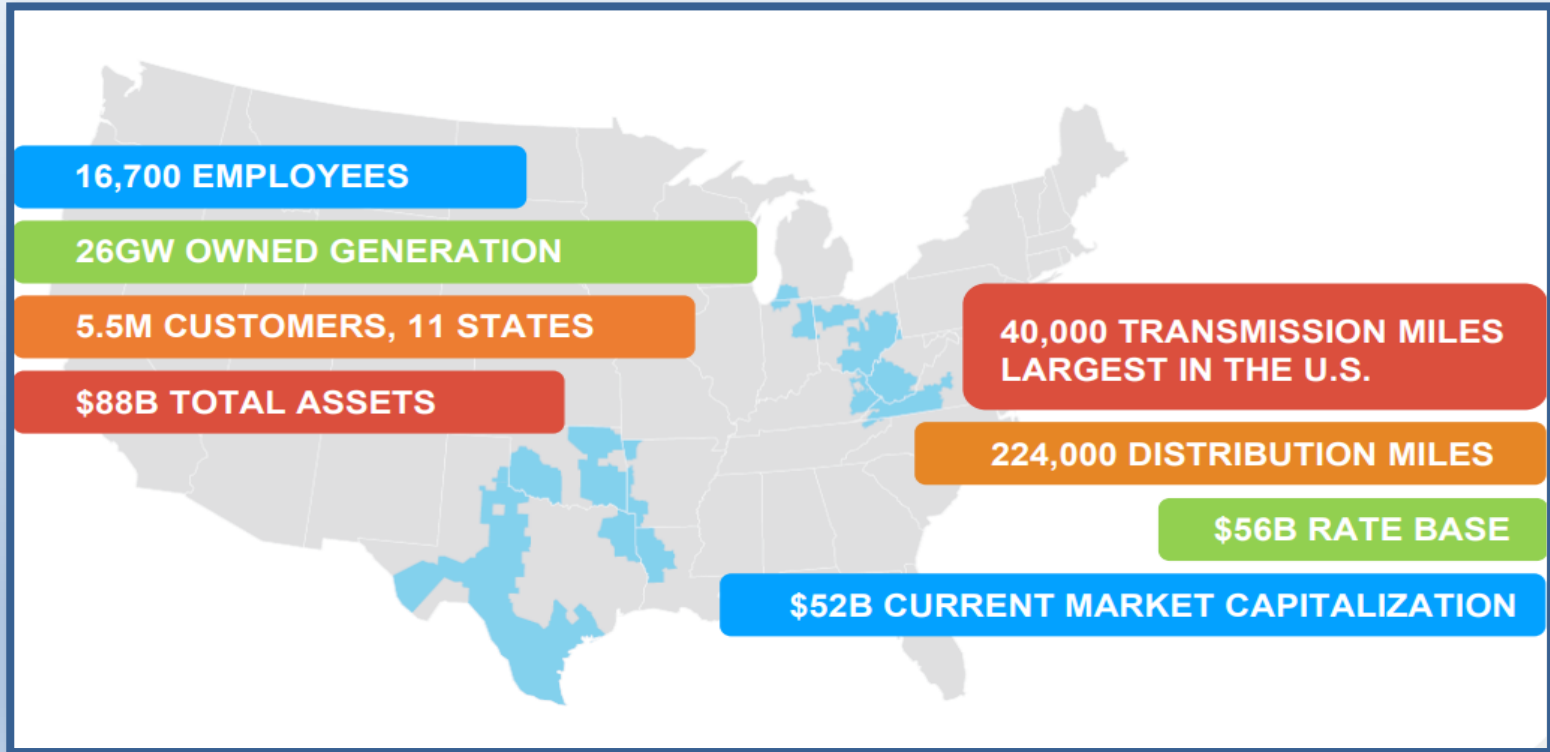 16,700 EMPLOYEES
26GW OWNED GENERATION
5.5M CUSTOMERS, 11 STATES
$88B TOTAL ASSETS
40,000 TRANSMISSION MILES
LARGEST IN THE U.S.
224,000 DISTRIBUTION MILES
$56B RATE BASE
$52B CURRENT MARKET CAPITALIZATION